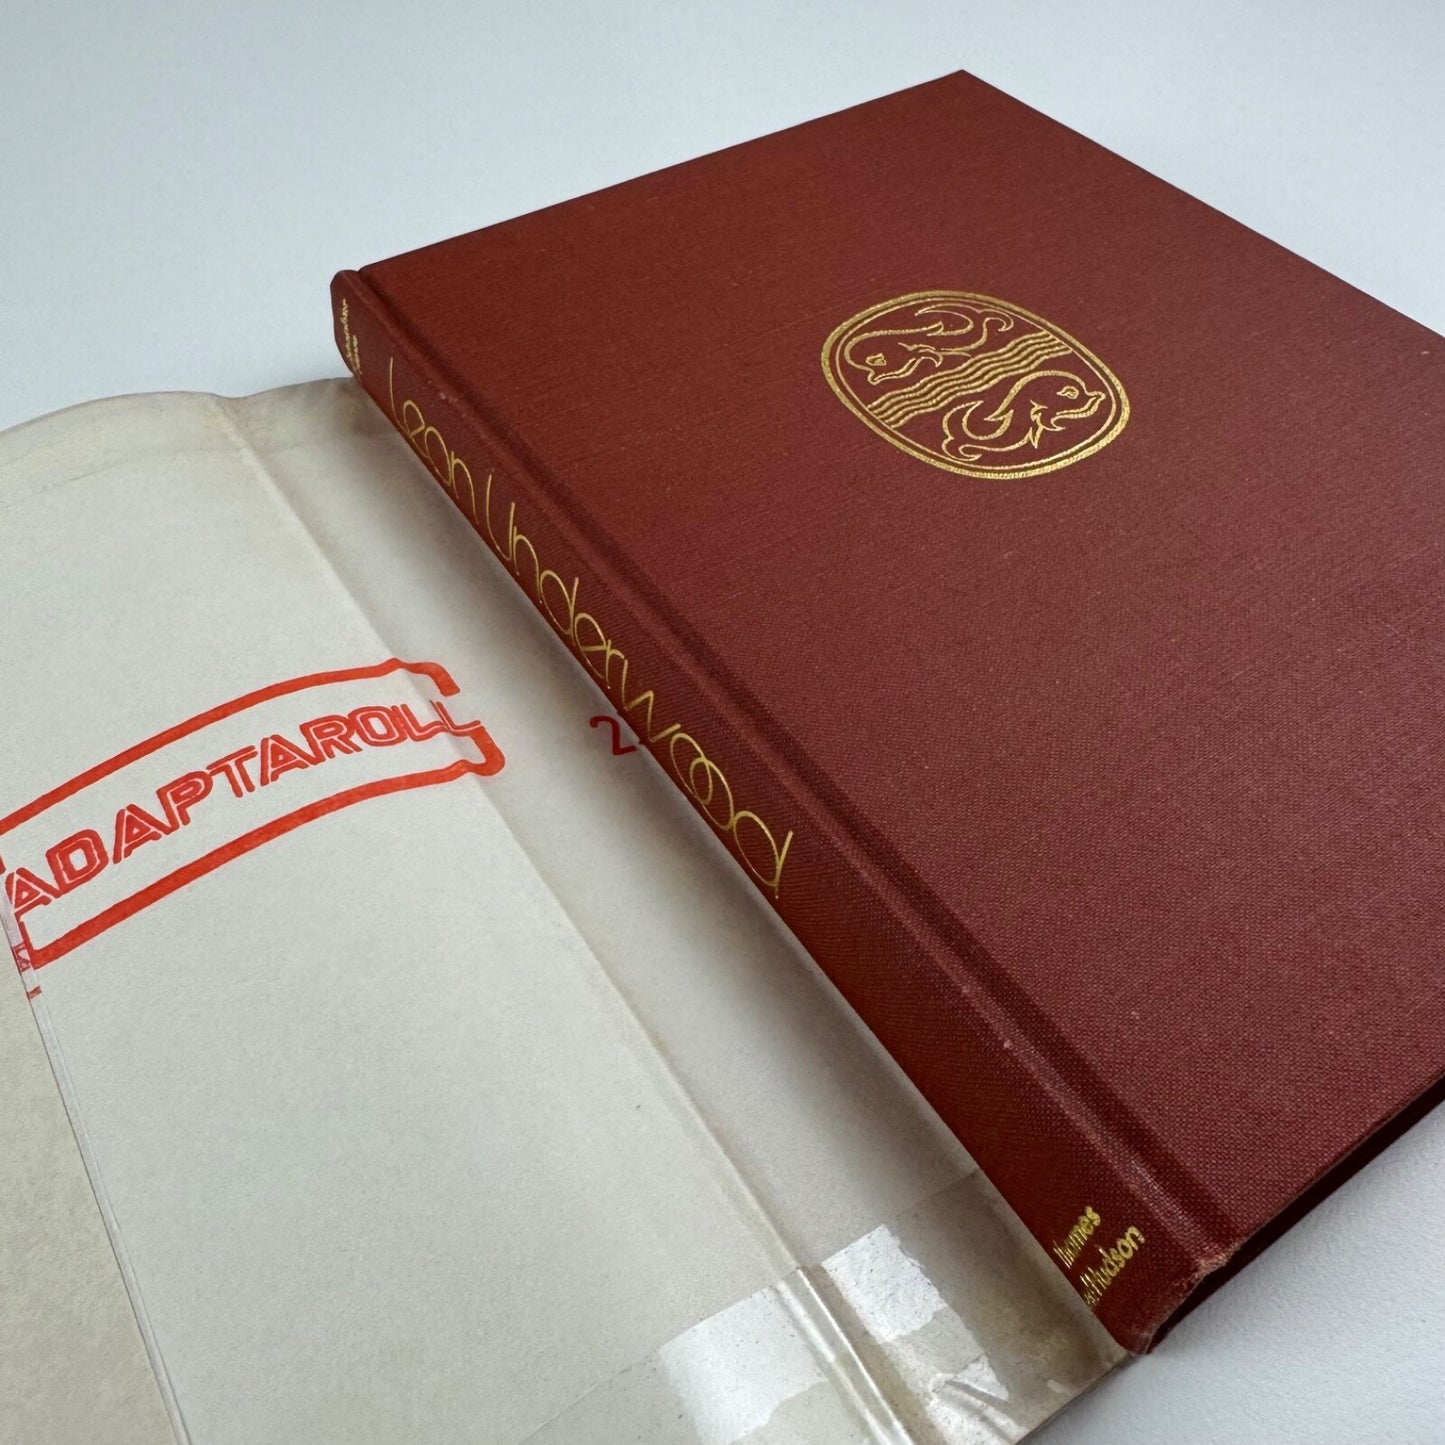 Leon Underwood
Thames
Hudson
ADAPTAROLL
2